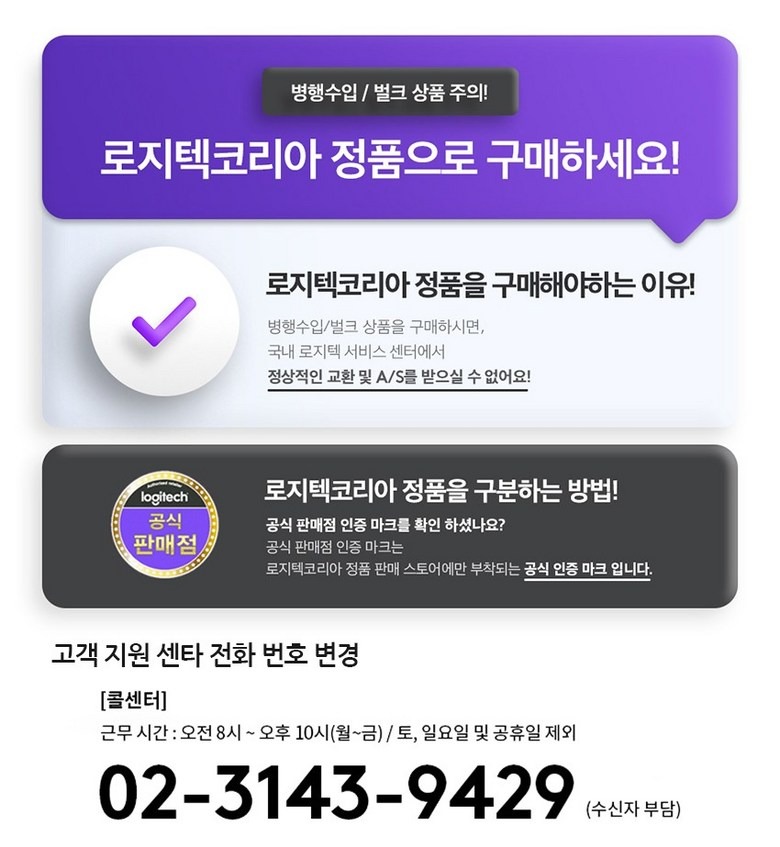 병행수입 / 벌크 상품 주의!
로지텍코리아 정품으로 구매하세요!
로지텍코리아 정품을 구매해야하는 이유!
병행수입/벌크 상품을 구매하시면,
국내 로지텍 서비스 센터에서
정상적인 교환 및 A/S를 받으실 수 없어요!
Authorised retailer
logitech
공식
판매점
로지텍코리아 정품을 구분하는 방법!
공식 판매점 인증 마크를 확인 하셨나요?
공식 판매점 인증 마크는
로지텍코리아 정품 판매 스토어에만 부착되는 공식 인증 마크 입니다.
고객 지원 센타 전화 번호 변경
[콜센터]
근무 시간 : 오전 8시 ~ 오후 10시(월~금) / 토, 일요일 및 공휴일 제외
02-3143-9429 (수신자 부담)